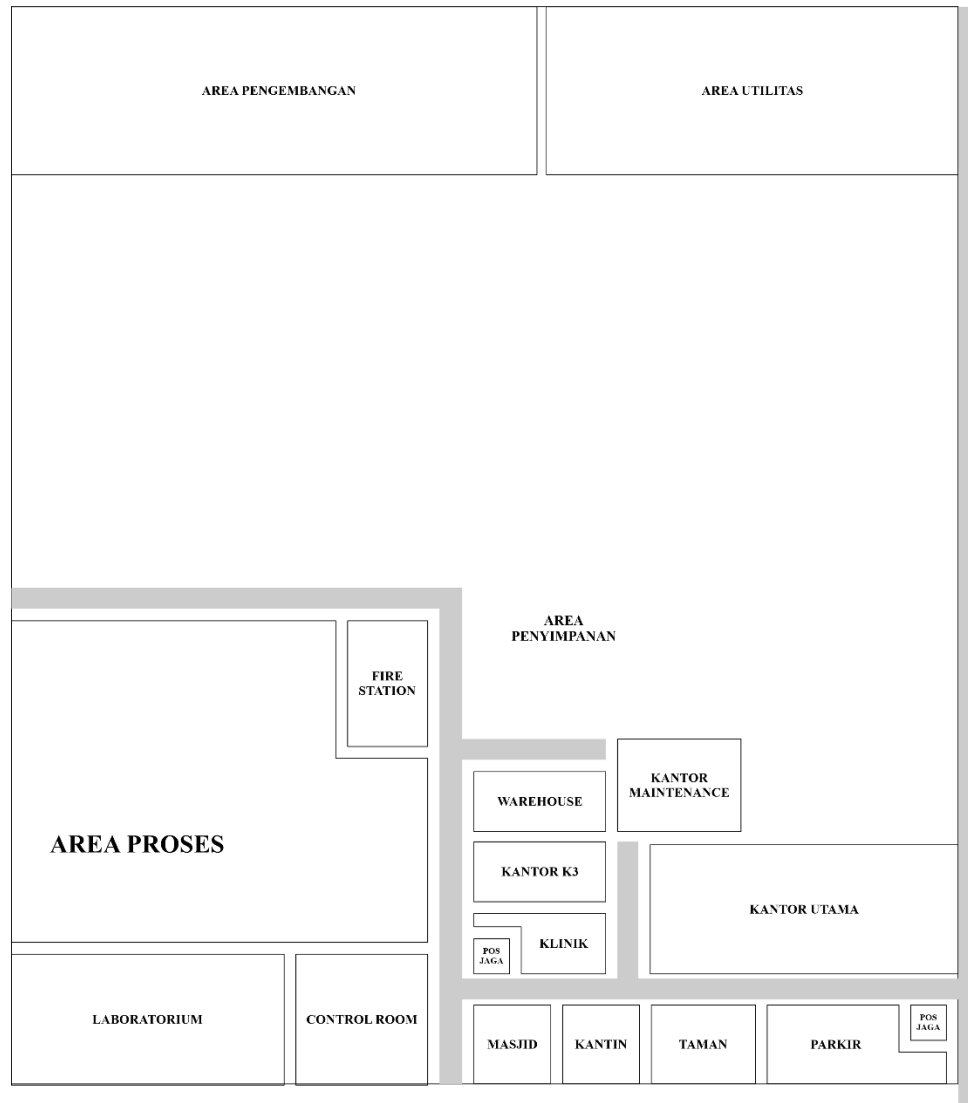 AREA PENGEMBANGAN
AREA UTILITAS
AREA
PENYIMPANAN
FIRE
STATION
KANTOR
MAINTENANCE
WAREHOUSE
AREA PROSES
KANTOR K3
KANTOR UTAMA
KLINIK
POS
JAGA
LABORATORIUM
CONTROL ROOM
MASJID
KANTIN
TAMAN
PARKIR
POS
JAGA